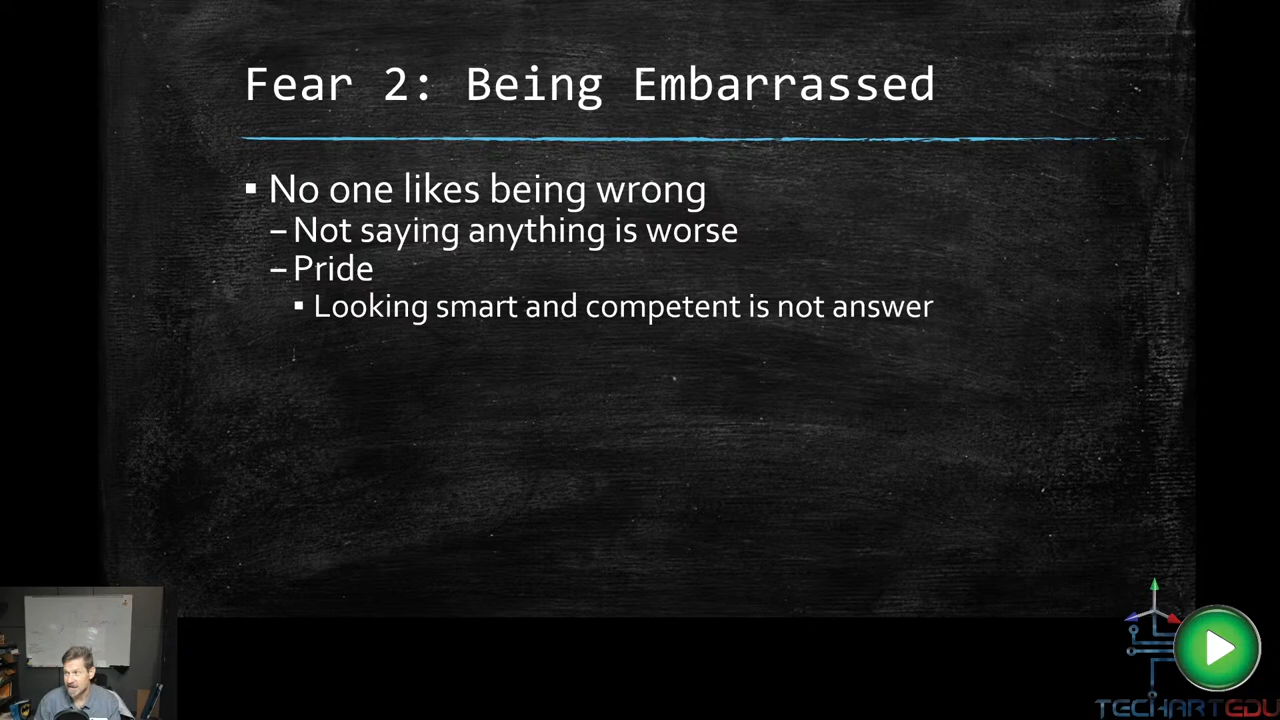 Fear 2: Being Embarrassed
▪ No one likes being wrong
–Not saying anything is worse
–Pride
▪ Looking smart and competent is not answer
TECHARTEDU